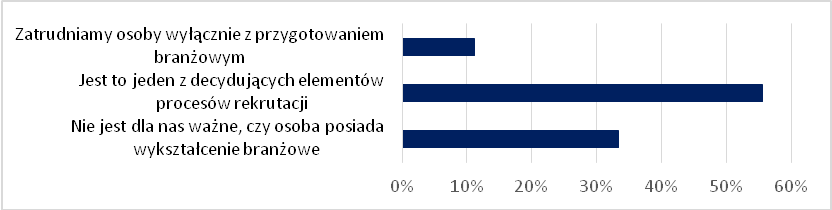 Zatrudniamy osoby wyłącznie z przygotowaniem
branżowym
Jest to jeden z decydujących elementów
procesów rekrutacji
Nie jest dla nas ważne, czy osoba posiada
wykształcenie branżowe
0% 10% 20% 30% 40% 50% 60%